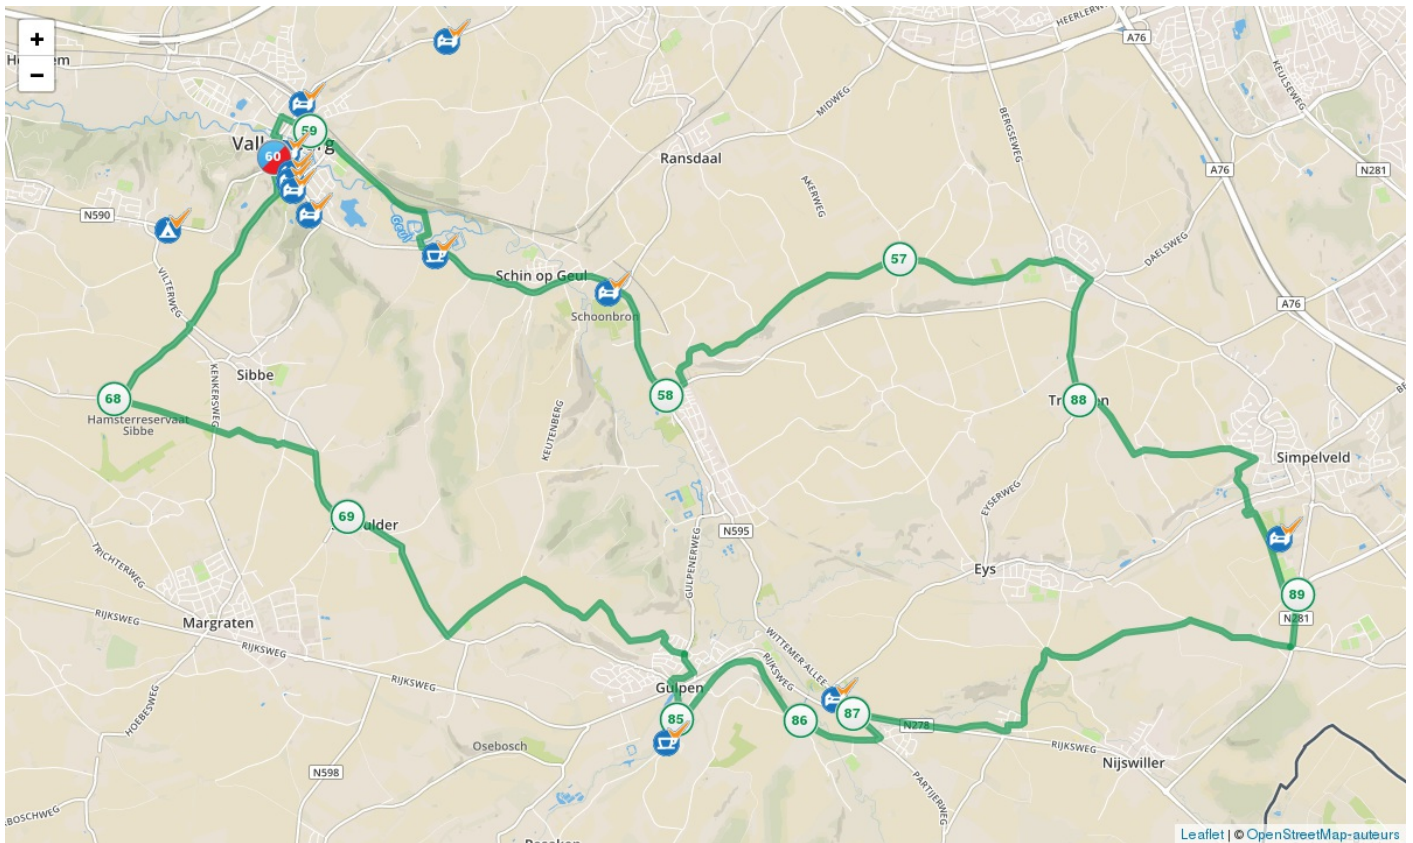 +
−
HEERLERW
A76
KEULSEWEG
MIDWEG
BERGSEWEG
59
60
Ransdaal
A76
N281
AKERWEG
N590
Geul
DAELSWEG
57
Schin op Geul
VILTERWEG
A76
Schoonbron
Sibbe
KENKERSWEG
58
68
88
Hamsterreservaat
Sibbe
KEUTENBERG
Simpelveld
EYSERWEG
69
N595
GULPENERWEG
Eys
TRICHTERWEG
89
RIJKSWEG
Margraten
N281
RIJKSWEG
WITTEMER ALLEE
RIJKSWEG
RIJKSWEG
Gulpen
HOEBESWEG
85
86
87
N278
Osebosch
RIJKSWEG
Nijswiller
N598
PARTIJERWEG
KBOSCHWEG
Leaflet | © OpenStreetMap-auteurs